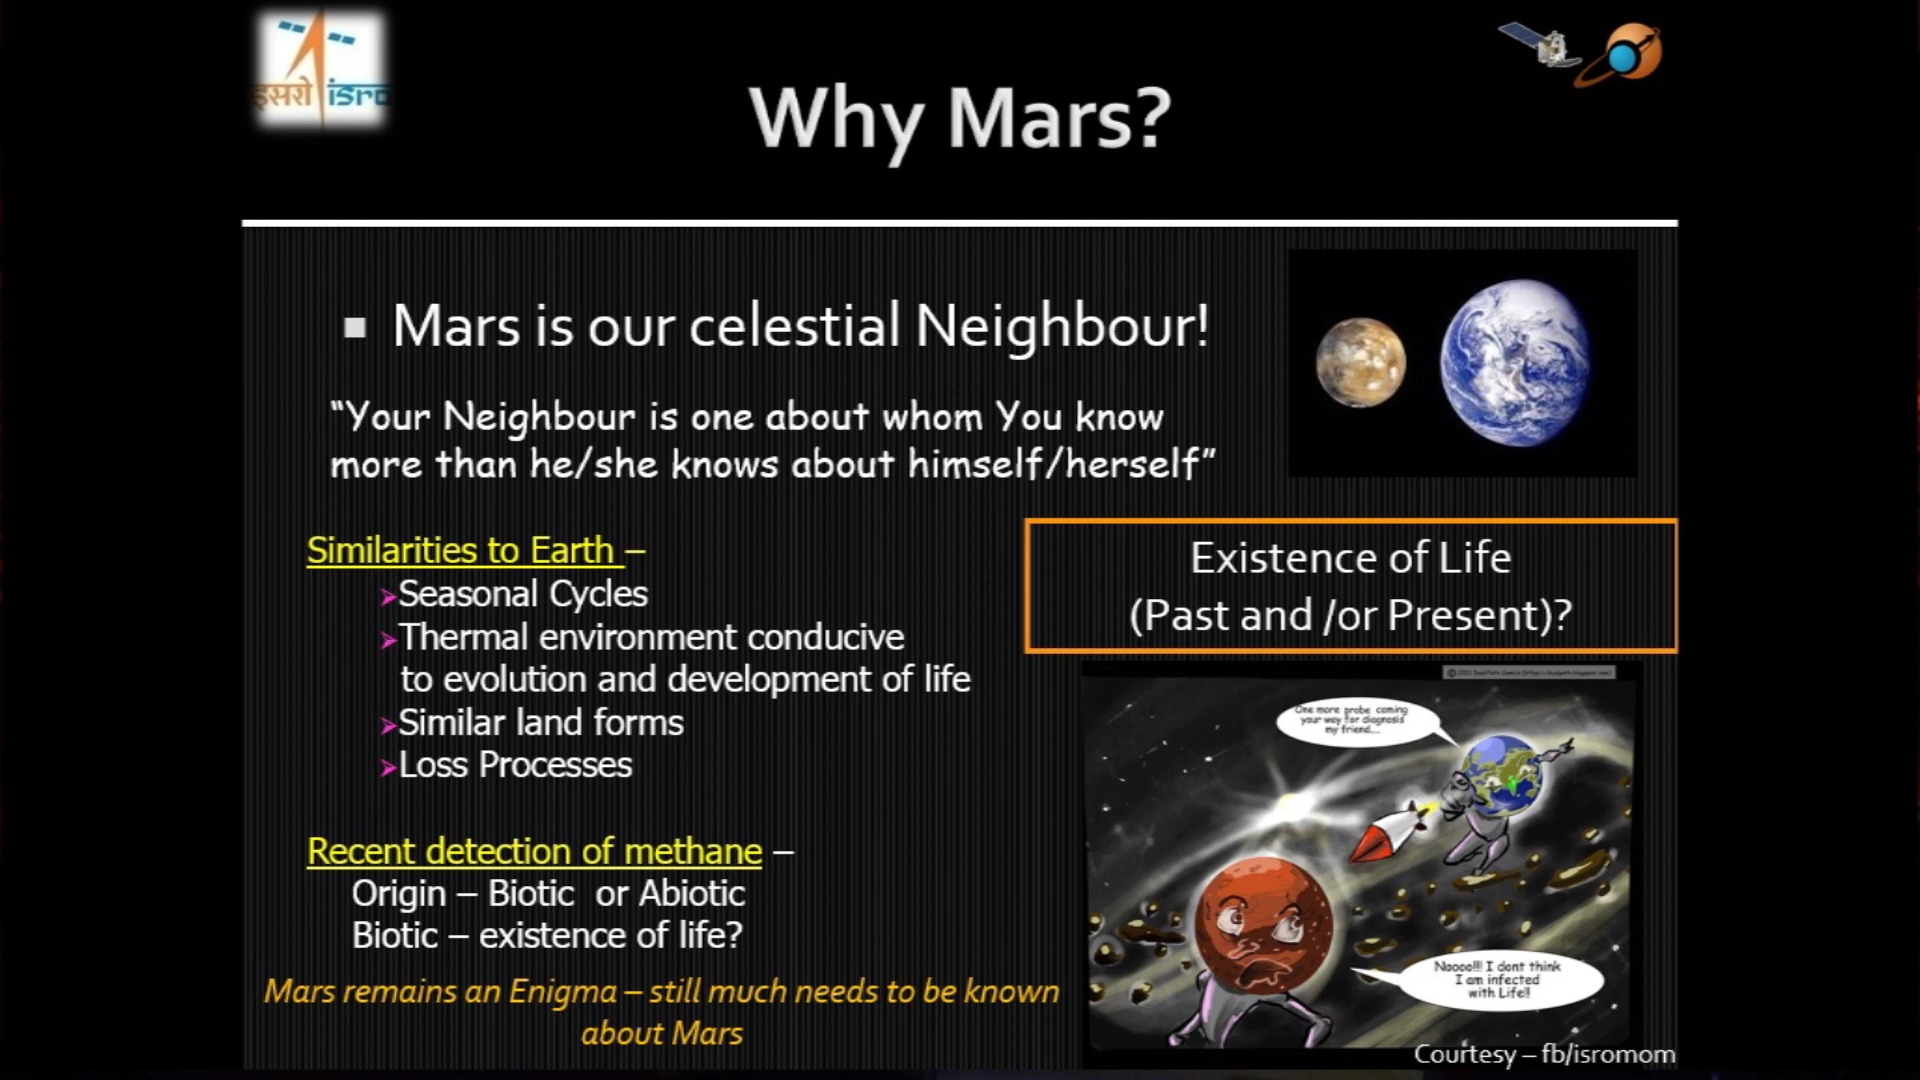 इसरो isro
Why Mars?
Mars is our celestial Neighbour!
“Your Neighbour is one about whom You know
more than he/she knows about himself/herself”
Similarities to Earth –
Seasonal Cycles
Thermal environment conducive
to evolution and development of life
Similar land forms
Loss Processes
Recent detection of methane –
Origin – Biotic or Abiotic
Biotic – existence of life?
Mars remains an Enigma – still much needs to be known
about Mars
Existence of Life
(Past and /or Present)?
One more probe coming
your way for diagnosis
my friend....
Noooo!!! I dont think
I am infected
with Life!!
Courtesy – fb/isromom